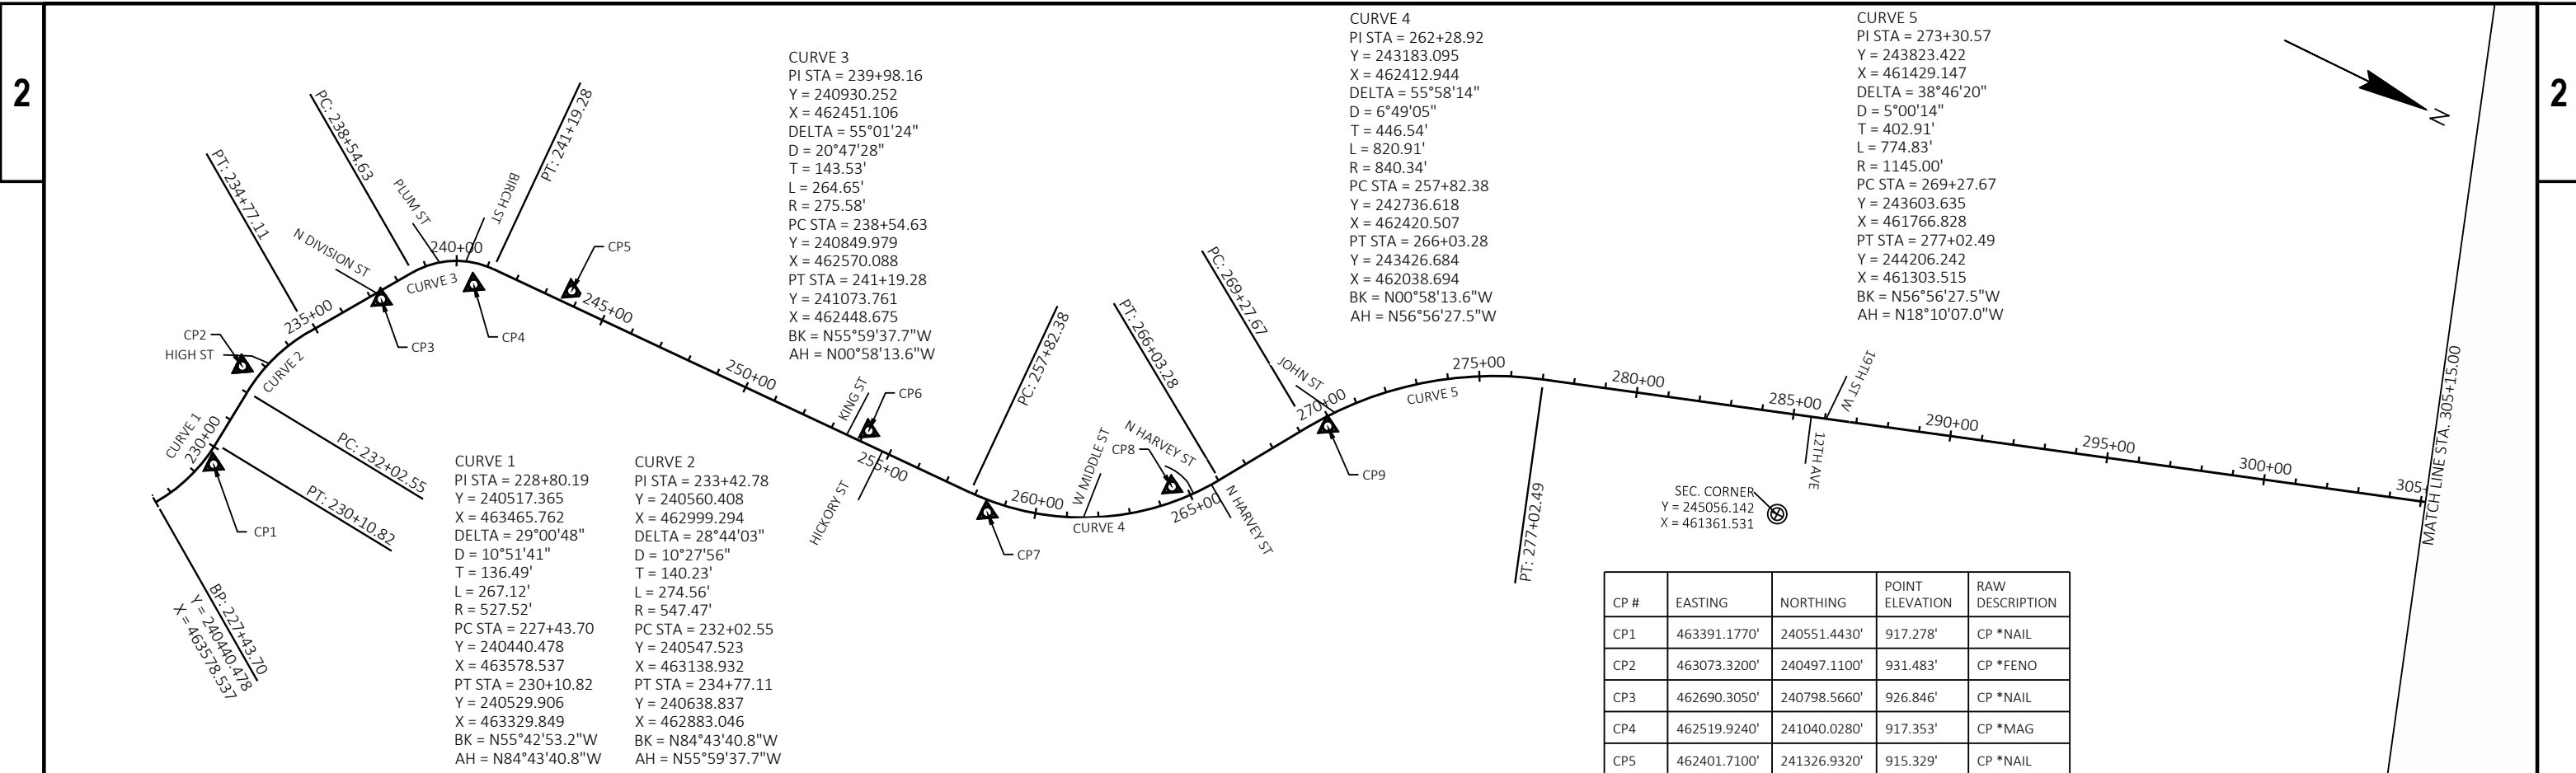 2
2
CURVE 3
PI STA = 239+98.16
Y = 240930.252
X = 462451.106
DELTA = 55°01'24"
D = 20°47'28"
T = 143.53'
L = 264.65'
R = 275.58'
PC STA = 238+54.63
Y = 240849.979
X = 462570.088
PT STA = 241+19.28
Y = 241073.761
X = 462448.675
BK = N55°59'37.7"W
AH = N00°58'13.6"W
CURVE 4
PI STA = 262+28.92
Y = 243183.095
X = 462412.944
DELTA = 55°58'14"
D = 6°49'05"
T = 446.54'
L = 820.91'
R = 840.34'
PC STA = 257+82.38
Y = 242736.618
X = 462420.507
PT STA = 266+03.28
Y = 243426.684
X = 462038.694
BK = N00°58'13.6"W
AH = N56°56'27.5"W
CURVE 5
PI STA = 273+30.57
Y = 243823.422
X = 461429.147
DELTA = 38°46'20"
D = 5°00'14"
T = 402.91'
L = 774.83'
R = 1145.00'
PC STA = 269+27.67
Y = 243603.635
X = 461766.828
PT STA = 277+02.49
Y = 244206.242
X = 461303.515
BK = N56°56'27.5"W
AH = N18°10'07.0"W
N
PT: 234+77.11
PC: 238+54.63
N DIVISION ST
PLUM ST
240+00
BIRCH ST
PT: 241+19.28
CP5
CURVE 3
CP4
CP3
235+00
CP2
HIGH ST
CURVE 2
CURVE 1
230+00
PC: 232+02.55
PT: 230+10.82
CP1
BP: 227+43.70
Y = 240440.478
X = 463578.537
245+00
250+00
KING ST
CP6
255+00
HICKORY ST
PC: 257+82.38
CP7
260+00
W MIDDLE ST
CURVE 4
PT: 266+03.28
N HARVEY ST
CP8
265+00
N HARVEY ST
PC: 269+27.67
JOHN ST
270+00
CP9
CURVE 5
275+00
PT: 277+02.49
280+00
285+00
19TH ST W
12TH AVE
290+00
295+00
300+00
305+
MATCH LINE STA. 305+15.00
SEC. CORNER
Y = 245056.142
X = 461361.531
CURVE 1
PI STA = 228+80.19
Y = 240517.365
X = 463465.762
DELTA = 29°00'48"
D = 10°51'41"
T = 136.49'
L = 267.12'
R = 527.52'
PC STA = 227+43.70
Y = 240440.478
X = 463578.537
PT STA = 230+10.82
Y = 240529.906
X = 463329.849
BK = N55°42'53.2"W
AH = N84°43'40.8"W
CURVE 2
PI STA = 233+42.78
Y = 240560.408
X = 462999.294
DELTA = 28°44'03"
D = 10°27'56"
T = 140.23'
L = 274.56'
R = 547.47'
PC STA = 232+02.55
Y = 240547.523
X = 463138.932
PT STA = 234+77.11
Y = 240638.837
X = 462883.046
BK = N84°43'40.8"W
AH = N55°59'37.7"W
CP # EASTING NORTHING POINT ELEVATION RAW DESCRIPTION
CP1 463391.1770' 240551.4430' 917.278' CP *NAIL
CP2 463073.3200' 240497.1100' 931.483' CP *FENO
CP3 462690.3050' 240798.5660' 926.846' CP *NAIL
CP4 462519.9240' 241040.0280' 917.353' CP *MAG
CP5 462401.7100' 241326.9320' 915.329' CP *NAIL